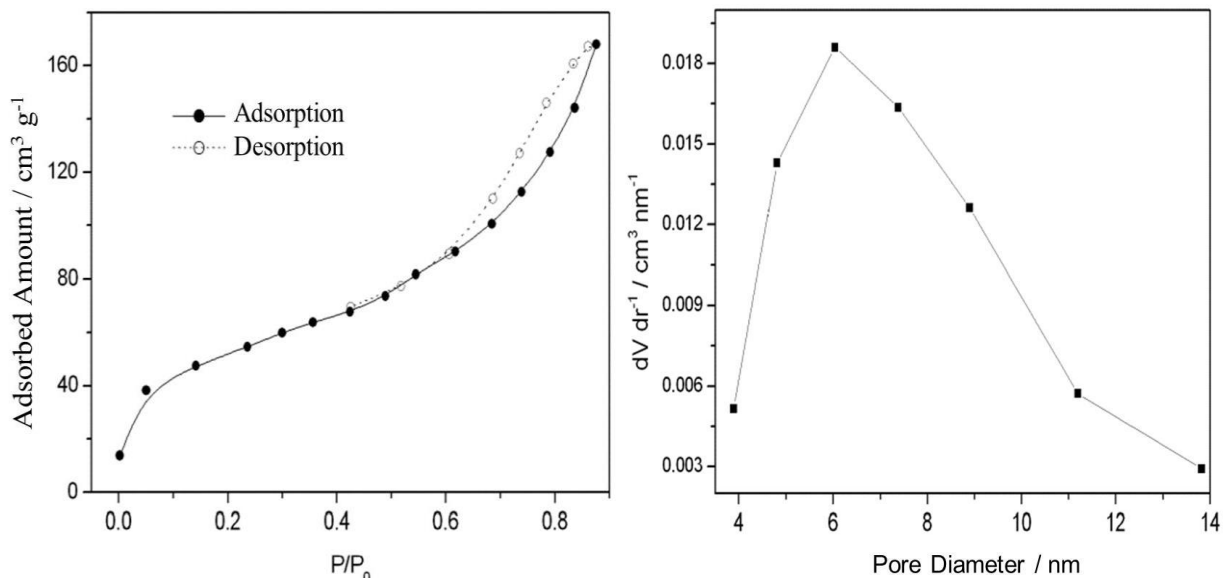 Adsorbed Amount / cm³ g⁻¹
160
120
80
40
0
Adsorption
Desorption
0.0 0.2 0.4 0.6 0.8
P/P₀
dV dr⁻¹ / cm³ nm⁻¹
0.018
0.015
0.012
0.009
0.006
0.003
4 6 8 10 12 14
Pore Diameter / nm